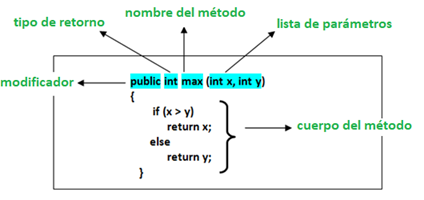 nombre del método
tipo de retorno
lista de parámetros
modificador
public int max (int x, int y)
{
if (x > y)
return x;
else
return y;
}
cuerpo del método